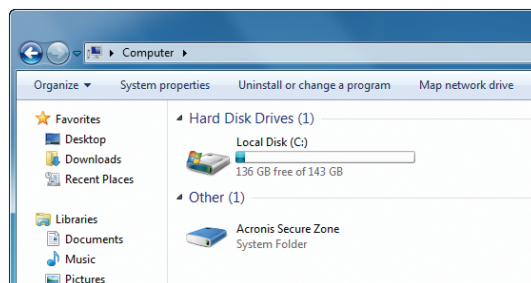 Computer
Organize
System properties
Uninstall or change a program
Map network drive
Favorites
Desktop
Downloads
Recent Places
Libraries
Documents
Music
Pictures
Hard Disk Drives (1)
Local Disk (C:)
136 GB free of 143 GB
Other (1)
Acronis Secure Zone
System Folder